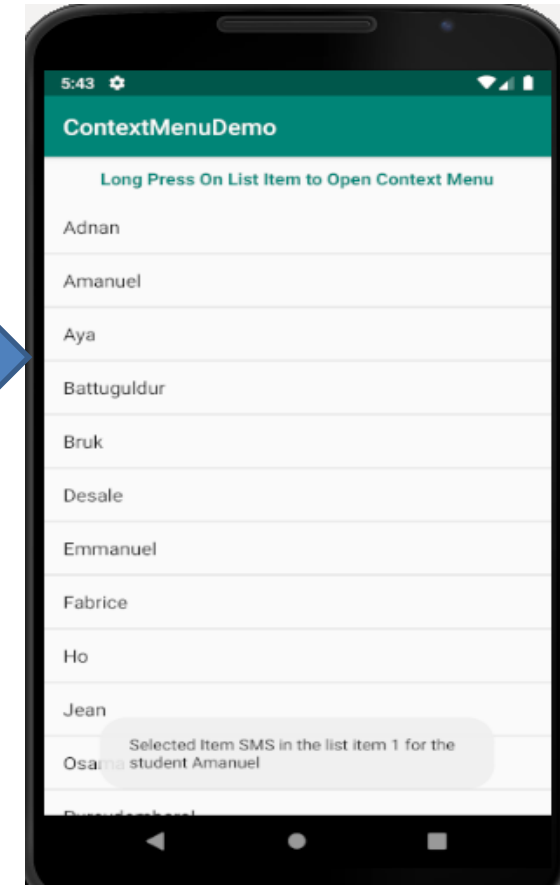 5:43
ContextMenuDemo
Long Press On List Item to Open Context Menu
Adnan
Amanuel
Aya
Battuguldur
Bruk
Desale
Emmanuel
Fabrice
Ho
Jean
Selected Item SMS in the list item 1 for the
Osama student Amanuel